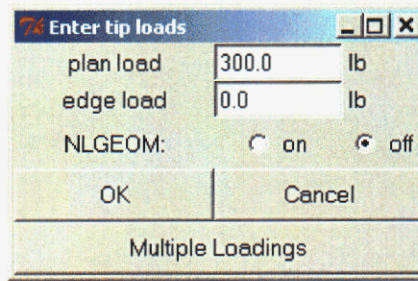 Enter tip loads
plan load 300.0 lb
edge load 0.0 lb
NLGEOM: on off
OK Cancel
Multiple Loadings